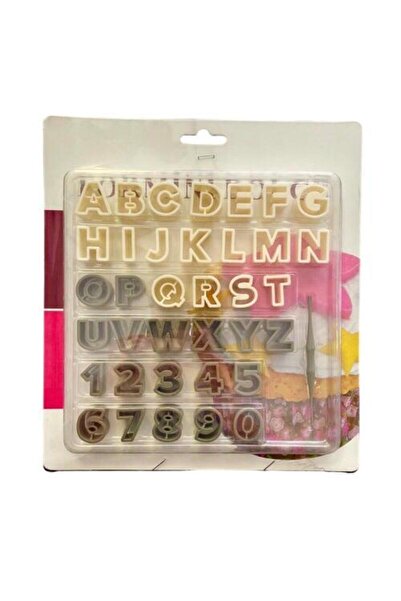 ABCDEFG
HIJKLMN
OPQRST
UVWXYZ
12345
67890